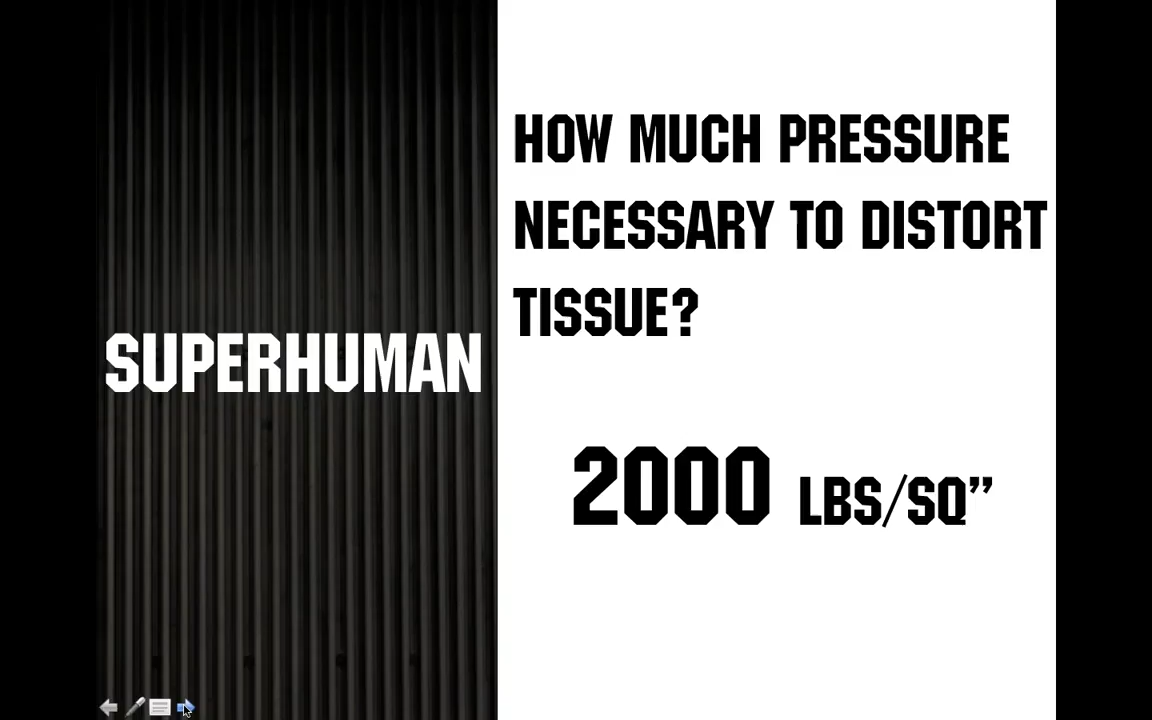 SUPERHUMAN
HOW MUCH PRESSURE
NECESSARY TO DISTORT
TISSUE?
2000 LBS/SQ”